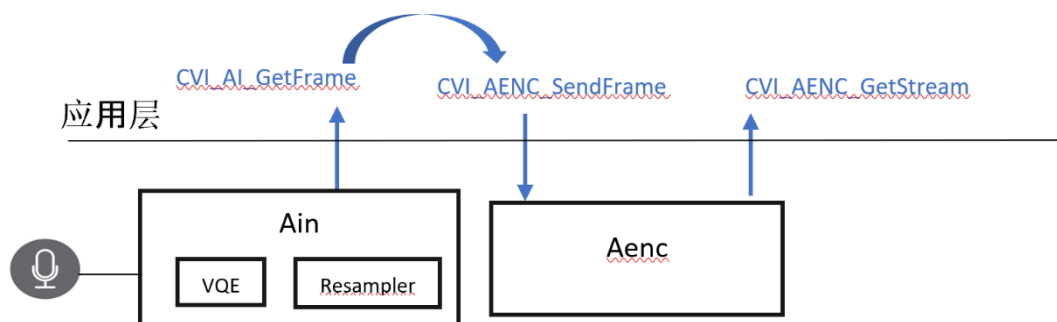 CVI_AI_GetFrame
CVI_AENC_SendFrame
CVI_AENC_GetStream
应用层
Ain
Aenc
VQE
Resampler